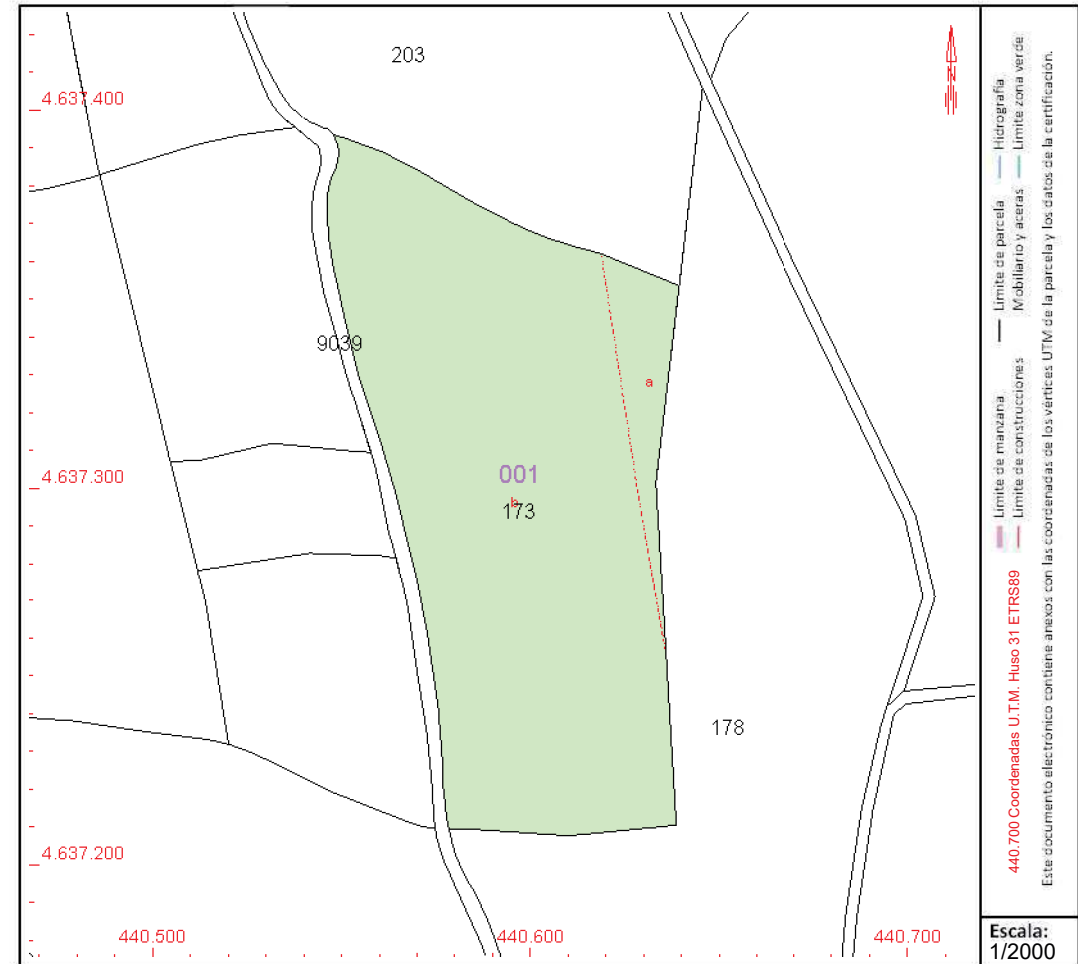 203
4.637.400
9039
a
4.637.300
001
b
173
178
4.637.200
440.500
440.600
440.700
N
Límite de manzana
Límite de parcela
Hidrografía
Límite de construcciones
Mobiliario y aceras
Límite zona verde
440.700 Coordenadas U.T.M. Huso 31 ETRS89
Este documento electrónico contiene anexos con las coordenadas de los vértices UTM de la parcela y los datos de la certificación.
Escala:
1/2000